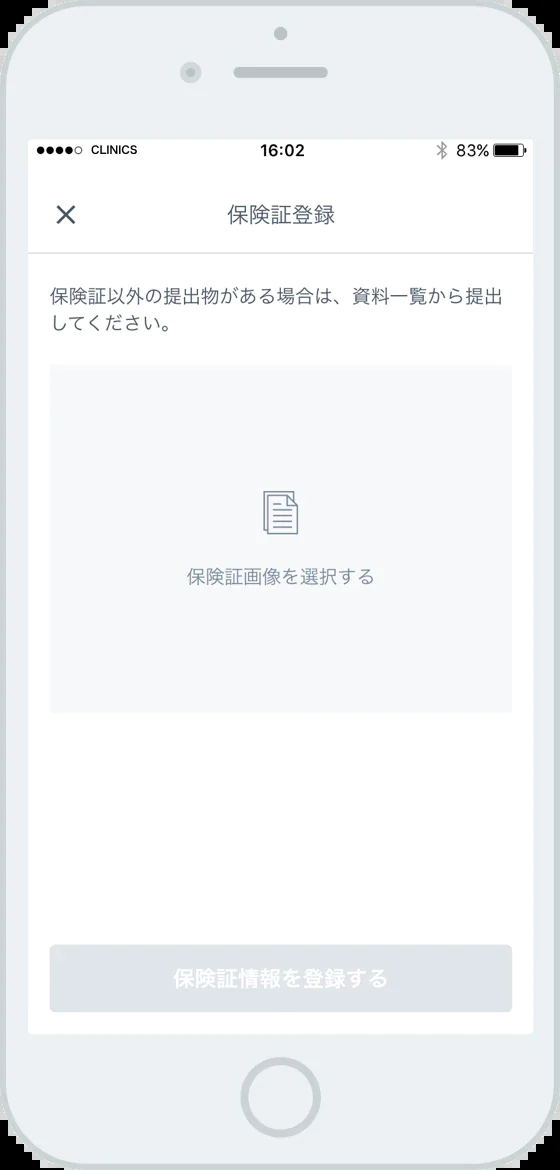 CLINICS 16:02 83%
保険証登録
保険証以外の提出物がある場合は、資料一覧から提出
してください。
保険証画像を選択する
保険証情報を登録する